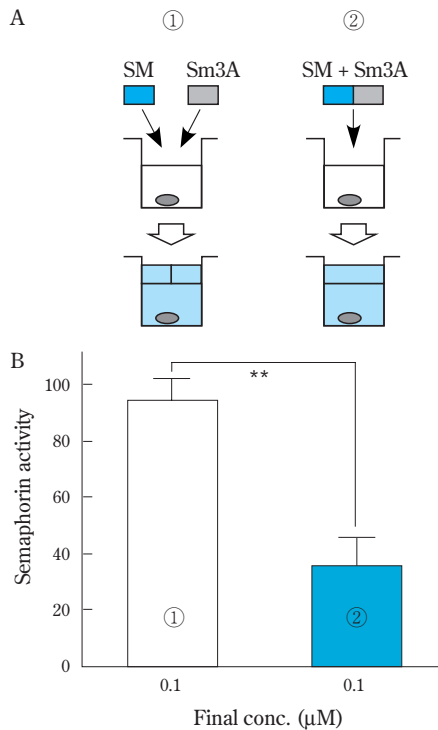 A
① ②
SM Sm3A SM + Sm3A
B
**
100
80
60
40
20
0
Semaphorin activity
① ②
0.1 0.1
Final conc. (μM)